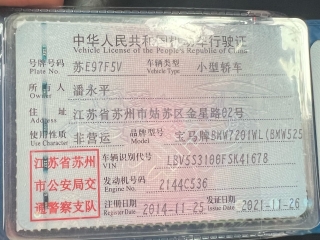 中华人民共和国机动车行驶证
Vehicle License of the People's Republic of China
号牌号码 苏E97F5V 车辆类型 小型轿车
Plate No. Vehicle Type
所有人 潘永平
Owner
住址 江苏省苏州市姑苏区金星路02号
Address
使用性质 非营运 品牌型号 宝马牌BMW7201WL(BMW525
Use Character Model
江苏省苏州
市公安局交
通警察支队
车辆识别代号 LBV5S3100FSK41678
VIN
发动机号码 2144C536
Engine No.
注册日期 2014-11-25 发证日期 2021-11-26
Register Date Issue Date